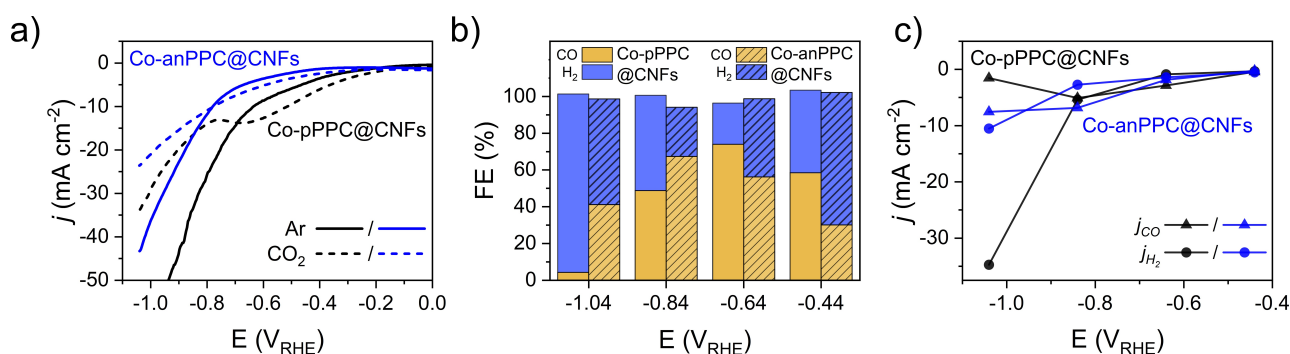 a)
Co-anPPC@CNFs
Co-pPPC@CNFs
Ar / 
CO2 /
0
-10
-20
-30
-40
-50
j (mA cm-2)
-1.0 -0.8 -0.6 -0.4 -0.2 0.0
E (VRHE)
b)
CO Co-pPPC CO Co-anPPC
H2 @CNFs H2 @CNFs
100
80
60
40
20
0
FE (%)
-1.04 -0.84 -0.64 -0.44
E (VRHE)
c)
Co-pPPC@CNFs
Co-anPPC@CNFs
jCO /
jH2 /
0
-10
-20
-30
j (mA cm-2)
-1.0 -0.8 -0.6 -0.4
E (VRHE)